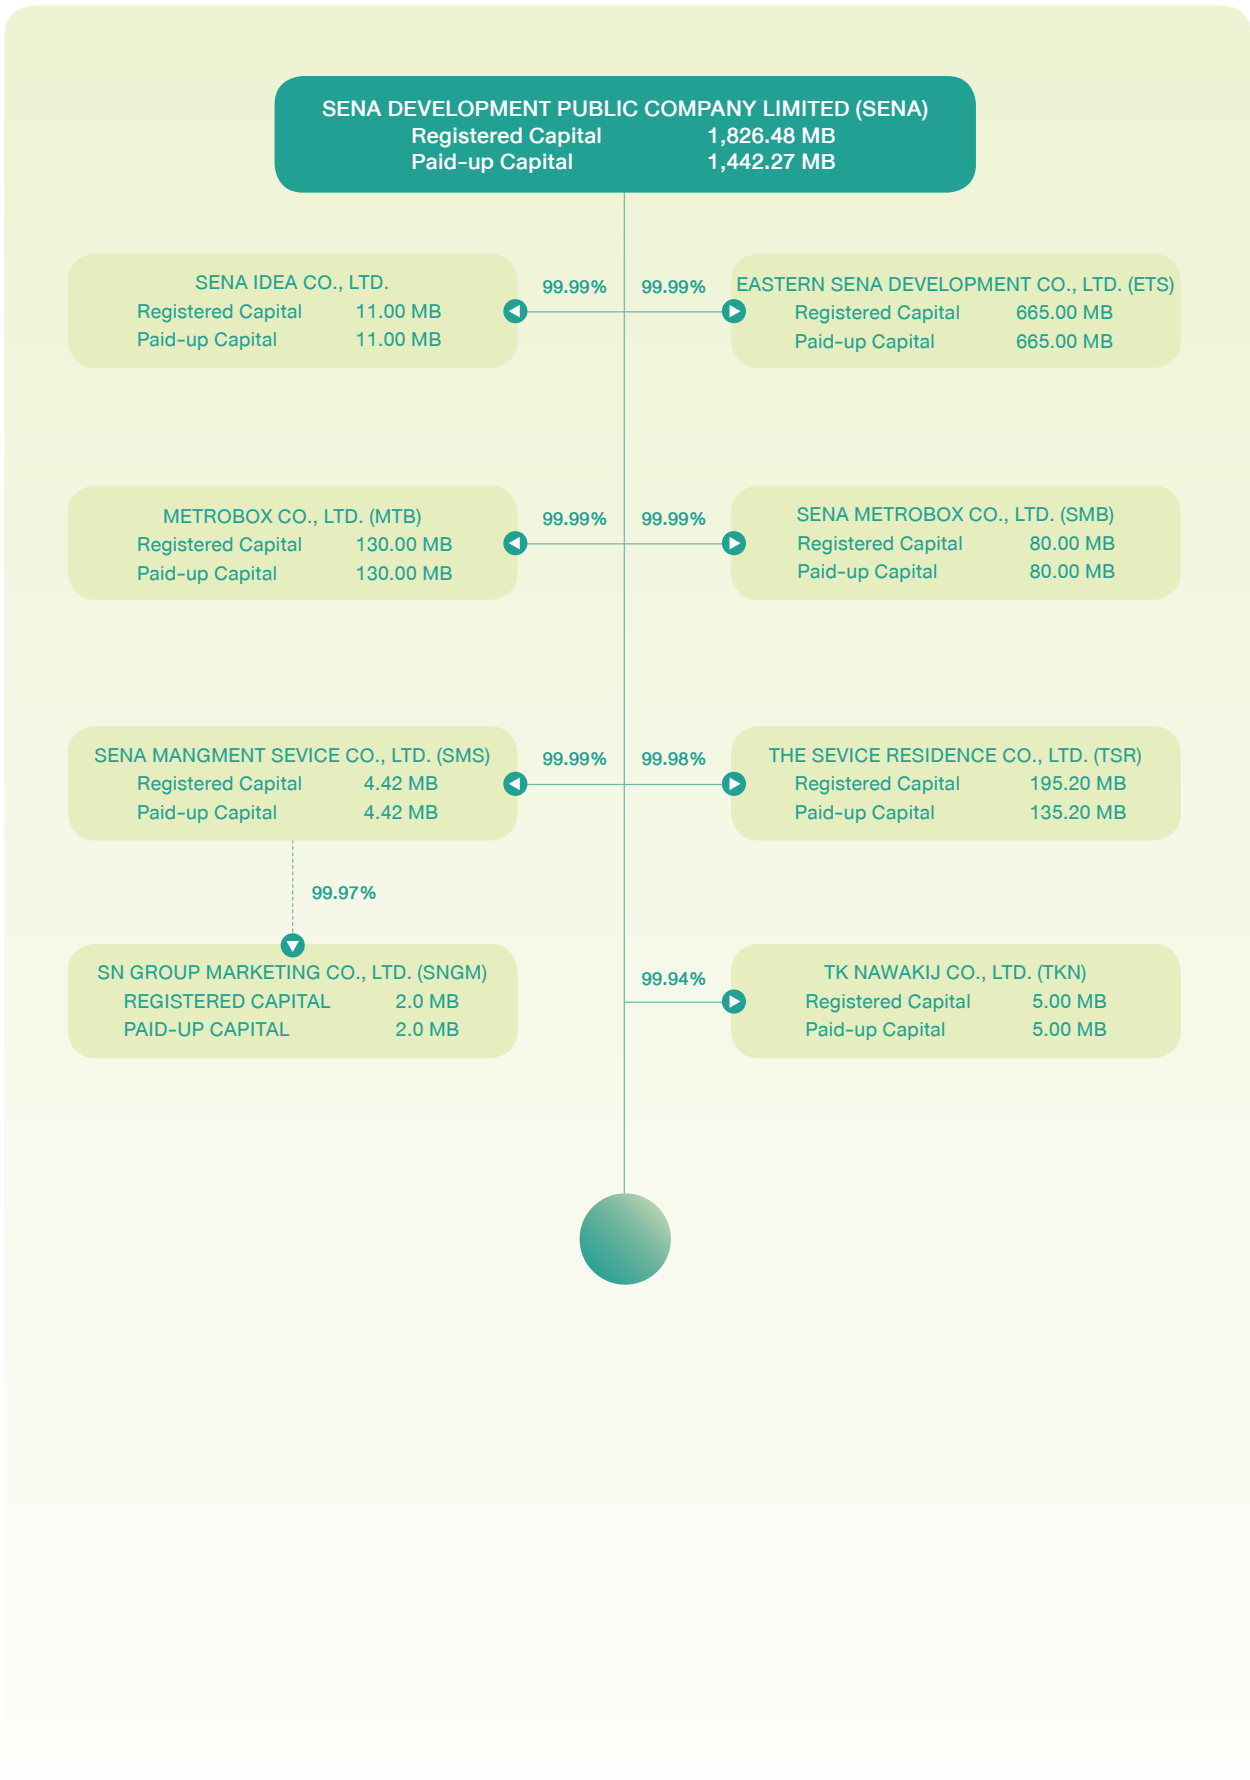 SENA DEVELOPMENT PUBLIC COMPANY LIMITED (SENA)
Registered Capital 1,826.48 MB
Paid-up Capital 1,442.27 MB
SENA IDEA CO., LTD.
Registered Capital 11.00 MB
Paid-up Capital 11.00 MB
99.99%
99.99%
EASTERN SENA DEVELOPMENT CO., LTD. (ETS)
Registered Capital 665.00 MB
Paid-up Capital 665.00 MB
METROBOX CO., LTD. (MTB)
Registered Capital 130.00 MB
Paid-up Capital 130.00 MB
99.99%
99.99%
SENA METROBOX CO., LTD. (SMB)
Registered Capital 80.00 MB
Paid-up Capital 80.00 MB
SENA MANGMENT SEVICE CO., LTD. (SMS)
Registered Capital 4.42 MB
Paid-up Capital 4.42 MB
99.99%
99.98%
THE SEVICE RESIDENCE CO., LTD. (TSR)
Registered Capital 195.20 MB
Paid-up Capital 135.20 MB
99.97%
SN GROUP MARKETING CO., LTD. (SNGM)
REGISTERED CAPITAL 2.0 MB
PAID-UP CAPITAL 2.0 MB
99.94%
TK NAWAKIJ CO., LTD. (TKN)
Registered Capital 5.00 MB
Paid-up Capital 5.00 MB